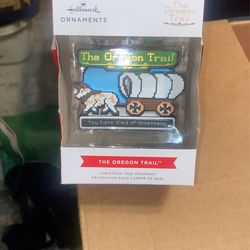 Hallmark
ORNAMENTS
The Oregon
Trail
The Oregon Trail
You have died of dysentery.
THE OREGON TRAIL™
CHRISTMAS TREE ORNAMENT
DÉCORATION POUR L'ARBRE DE NOËL